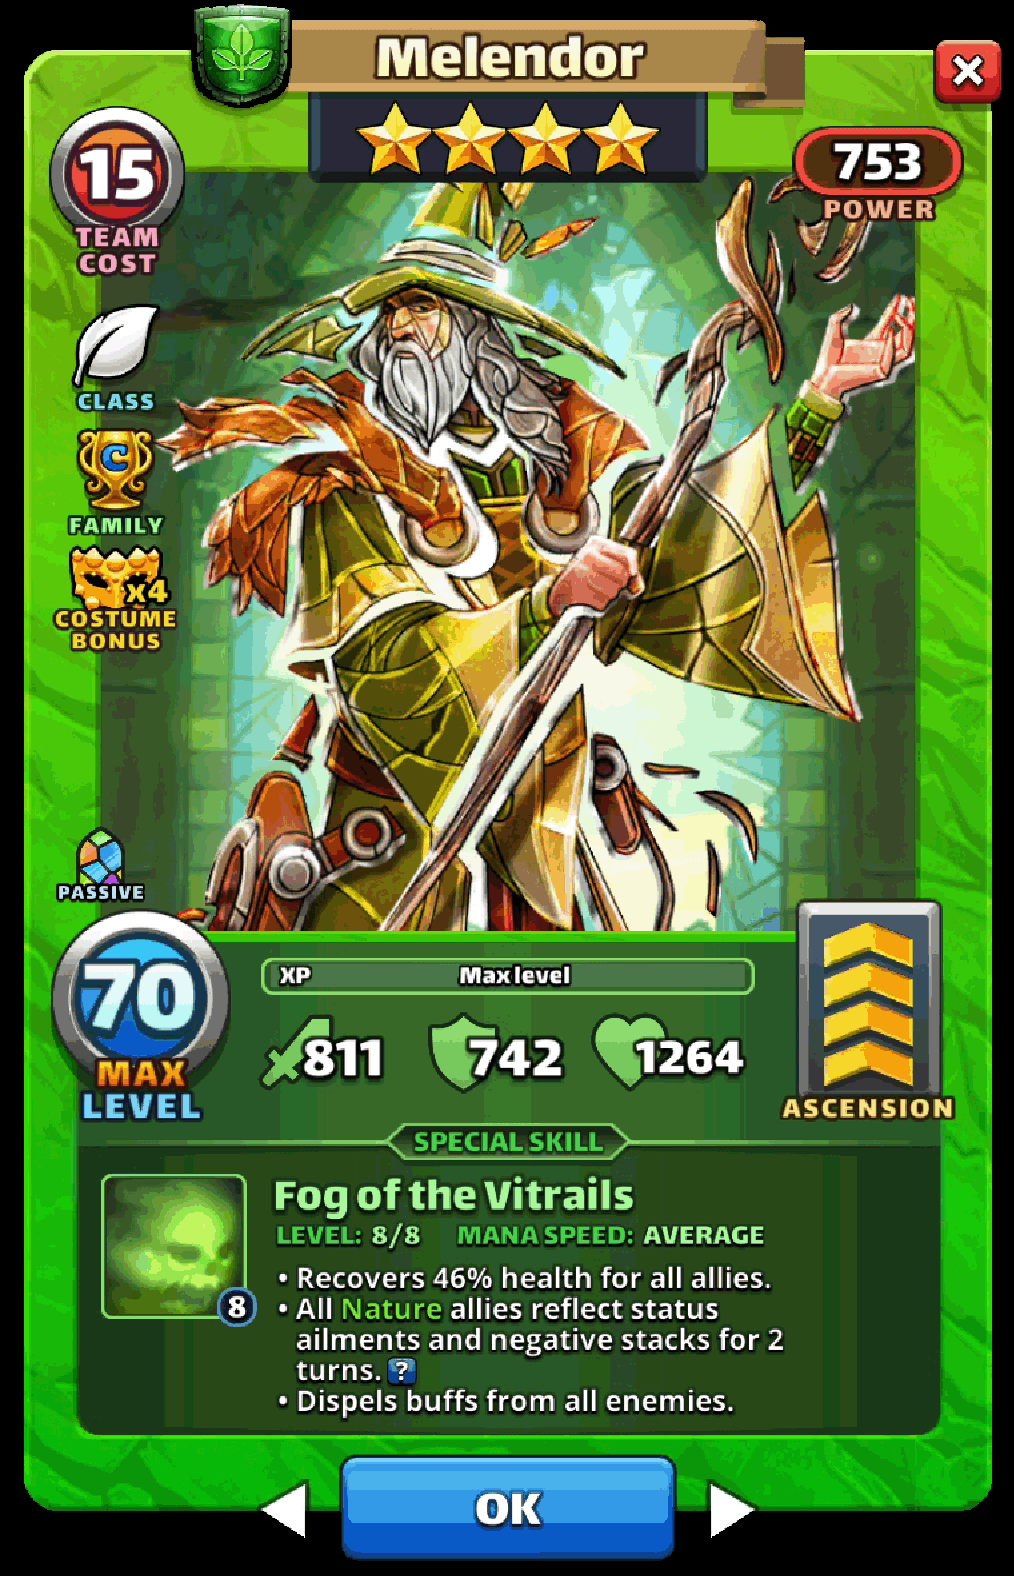 Melendor
15
TEAM
COST
753
POWER
CLASS
C
FAMILY
x4
COSTUME
BONUS
PASSIVE
70
MAX
LEVEL
XP Max level
811 742 1264
ASCENSION
SPECIAL SKILL
Fog of the Vitrails
LEVEL: 8/8 MANA SPEED: AVERAGE
8
• Recovers 46% health for all allies.
• All Nature allies reflect status
ailments and negative stacks for 2
turns. ?
• Dispels buffs from all enemies.
OK